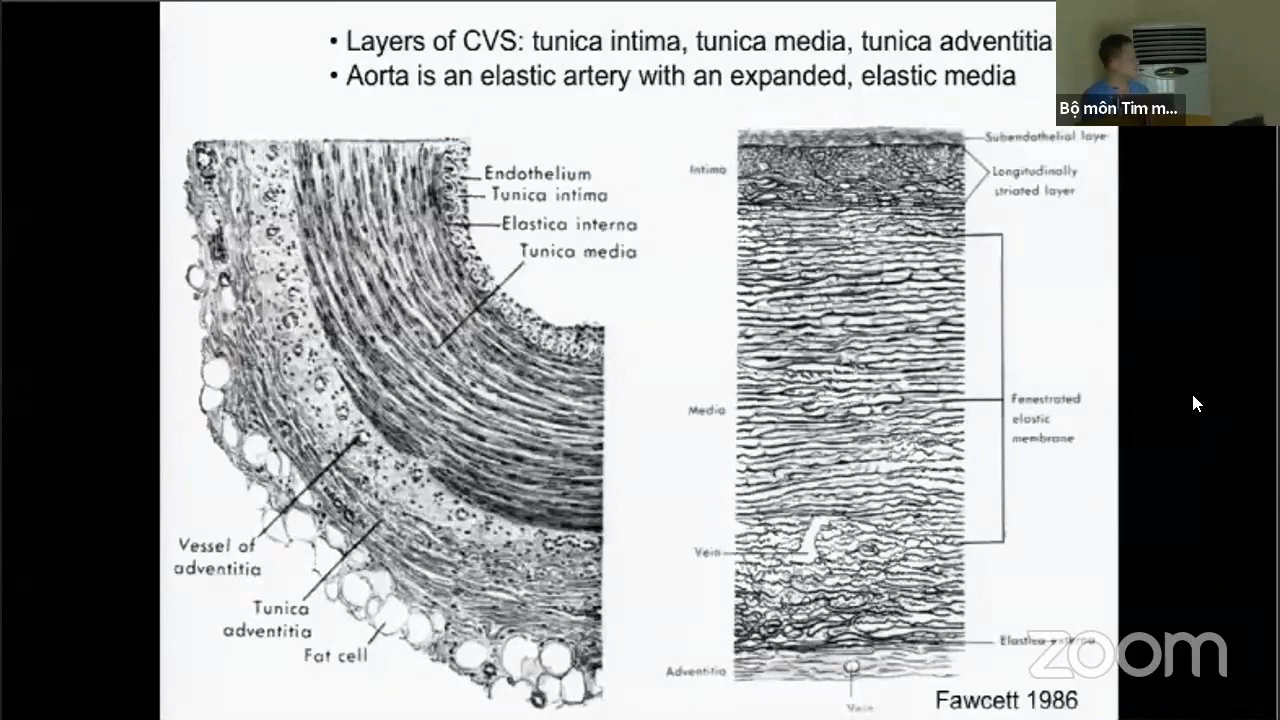 • Layers of CVS: tunica intima, tunica media, tunica adventitia
• Aorta is an elastic artery with an expanded, elastic media
Bộ môn Tim m...
Endothelium
Tunica intima
Elastica interna
Tunica media
Vessel of
adventitia
Tunica
adventitia
Fat cell
Subendothelial laye
Intima
Longitudinally
striated layer
Fenestrated
elastic
membrane
Media
Vein
Elastica externa
Adventitia
Vein
zoom
Fawcett 1986